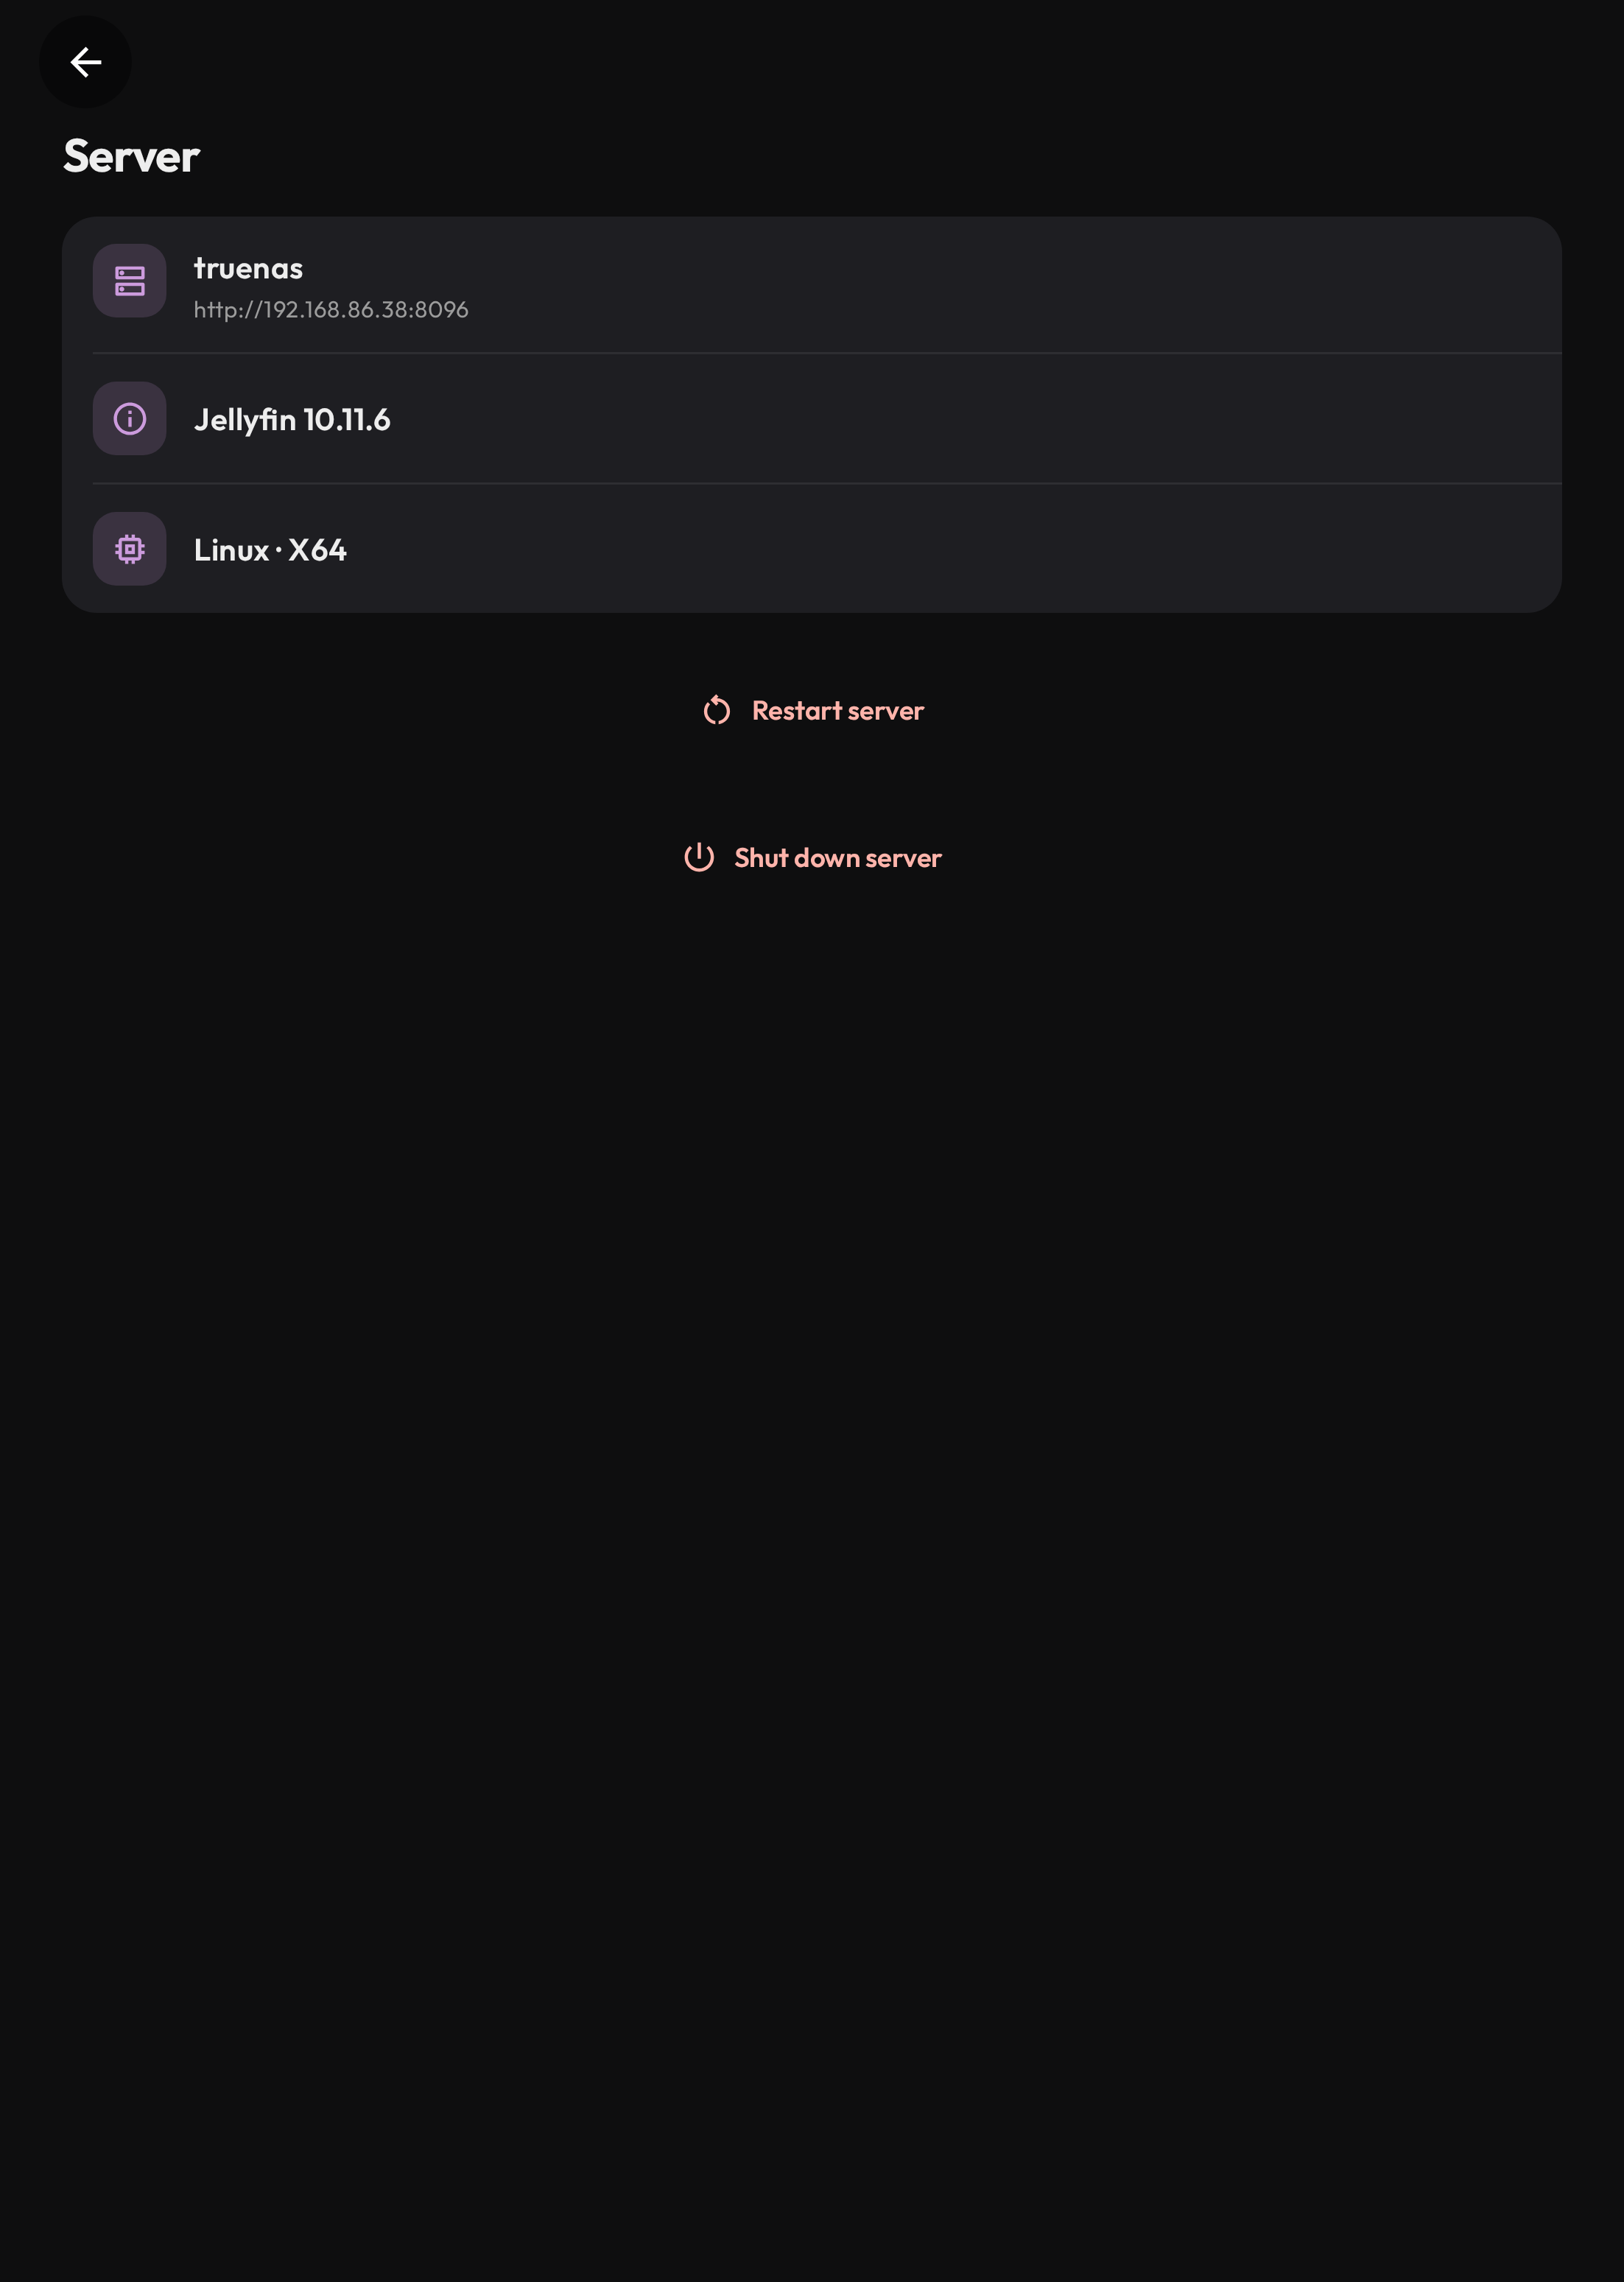 Server
truenas
http://192.168.86.38:8096
Jellyfin 10.11.6
Linux · X64
Restart server
Shut down server